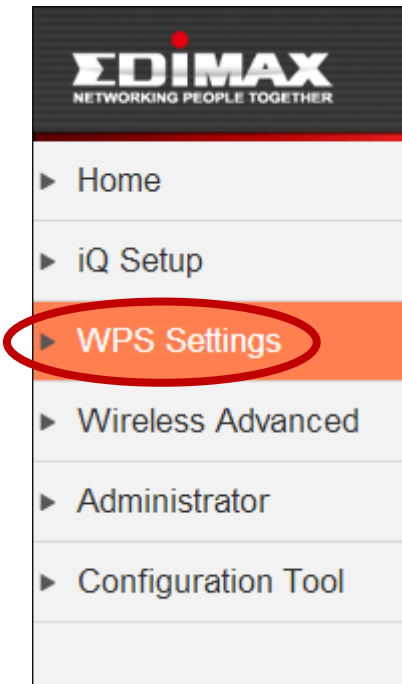 EDIMAX
NETWORKING PEOPLE TOGETHER
Home
iQ Setup
WPS Settings
Wireless Advanced
Administrator
Configuration Tool